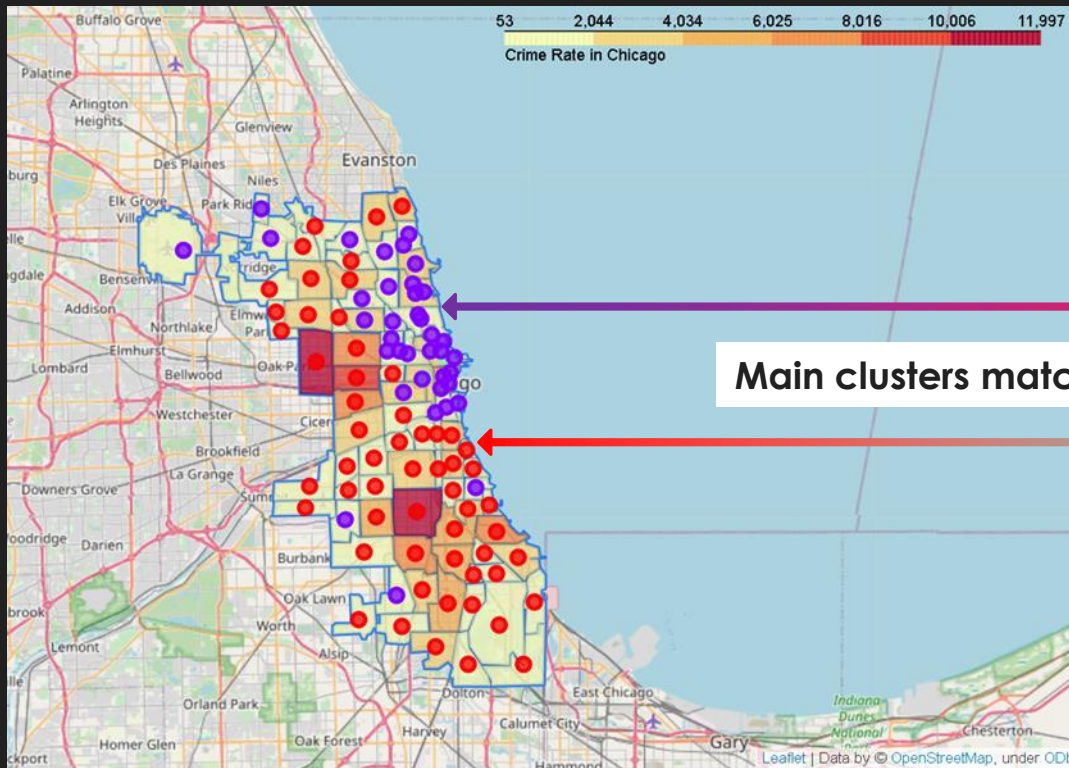 Buffalo Grove
53 2,044 4,034 6,025 8,016 10,006 11,997
Crime Rate in Chicago
Palatine
Arlington
Heights
Glenview
Evanston
Des Plaines
Niles
Elk Grove
Park Rid
Bensenv
Addison
Northlake
Elmw
Par
Elmhurst
Oak Pa
Lombard
Bellwood
Main clusters matc
Westchester
Cicer
Brookfield
La Grange
Downers Grove
Sum
Darien
Burbank
Oak Lawn
Worth
Alsip
Lemont
Orland Park
Dolton
East Chicago
Harvey
Calumet City
Homer Glen
Oak Forest
Hammond
Gary
Indiana
Dunes
National
Chesterton
Leaflet | Data by © OpenStreetMap, under ODb